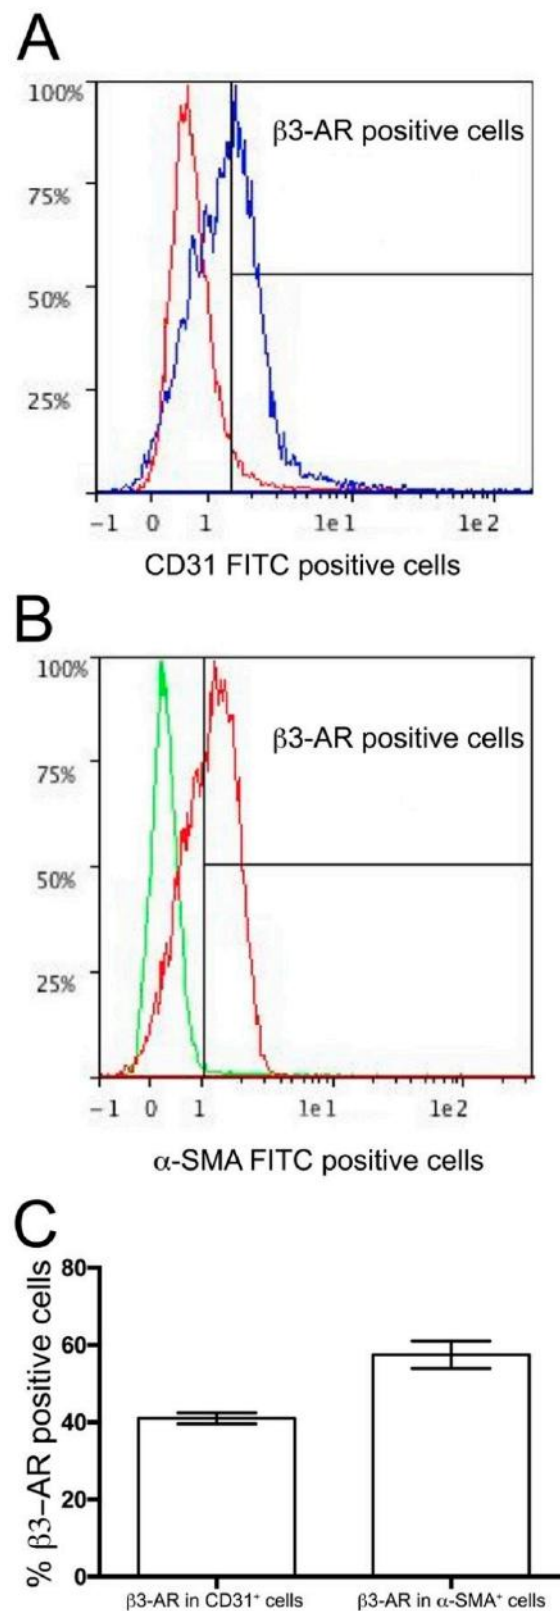 A
100%
β3-AR positive cells
75%
50%
25%
-1 0 1 1e1 1e2
CD31 FITC positive cells
B
100%
β3-AR positive cells
75%
50%
25%
-1 0 1 1e1 1e2
α-SMA FITC positive cells
C
% β3-AR positive cells
80
60
40
20
0
β3-AR in CD31⁺ cells β3-AR in α-SMA⁺ cells